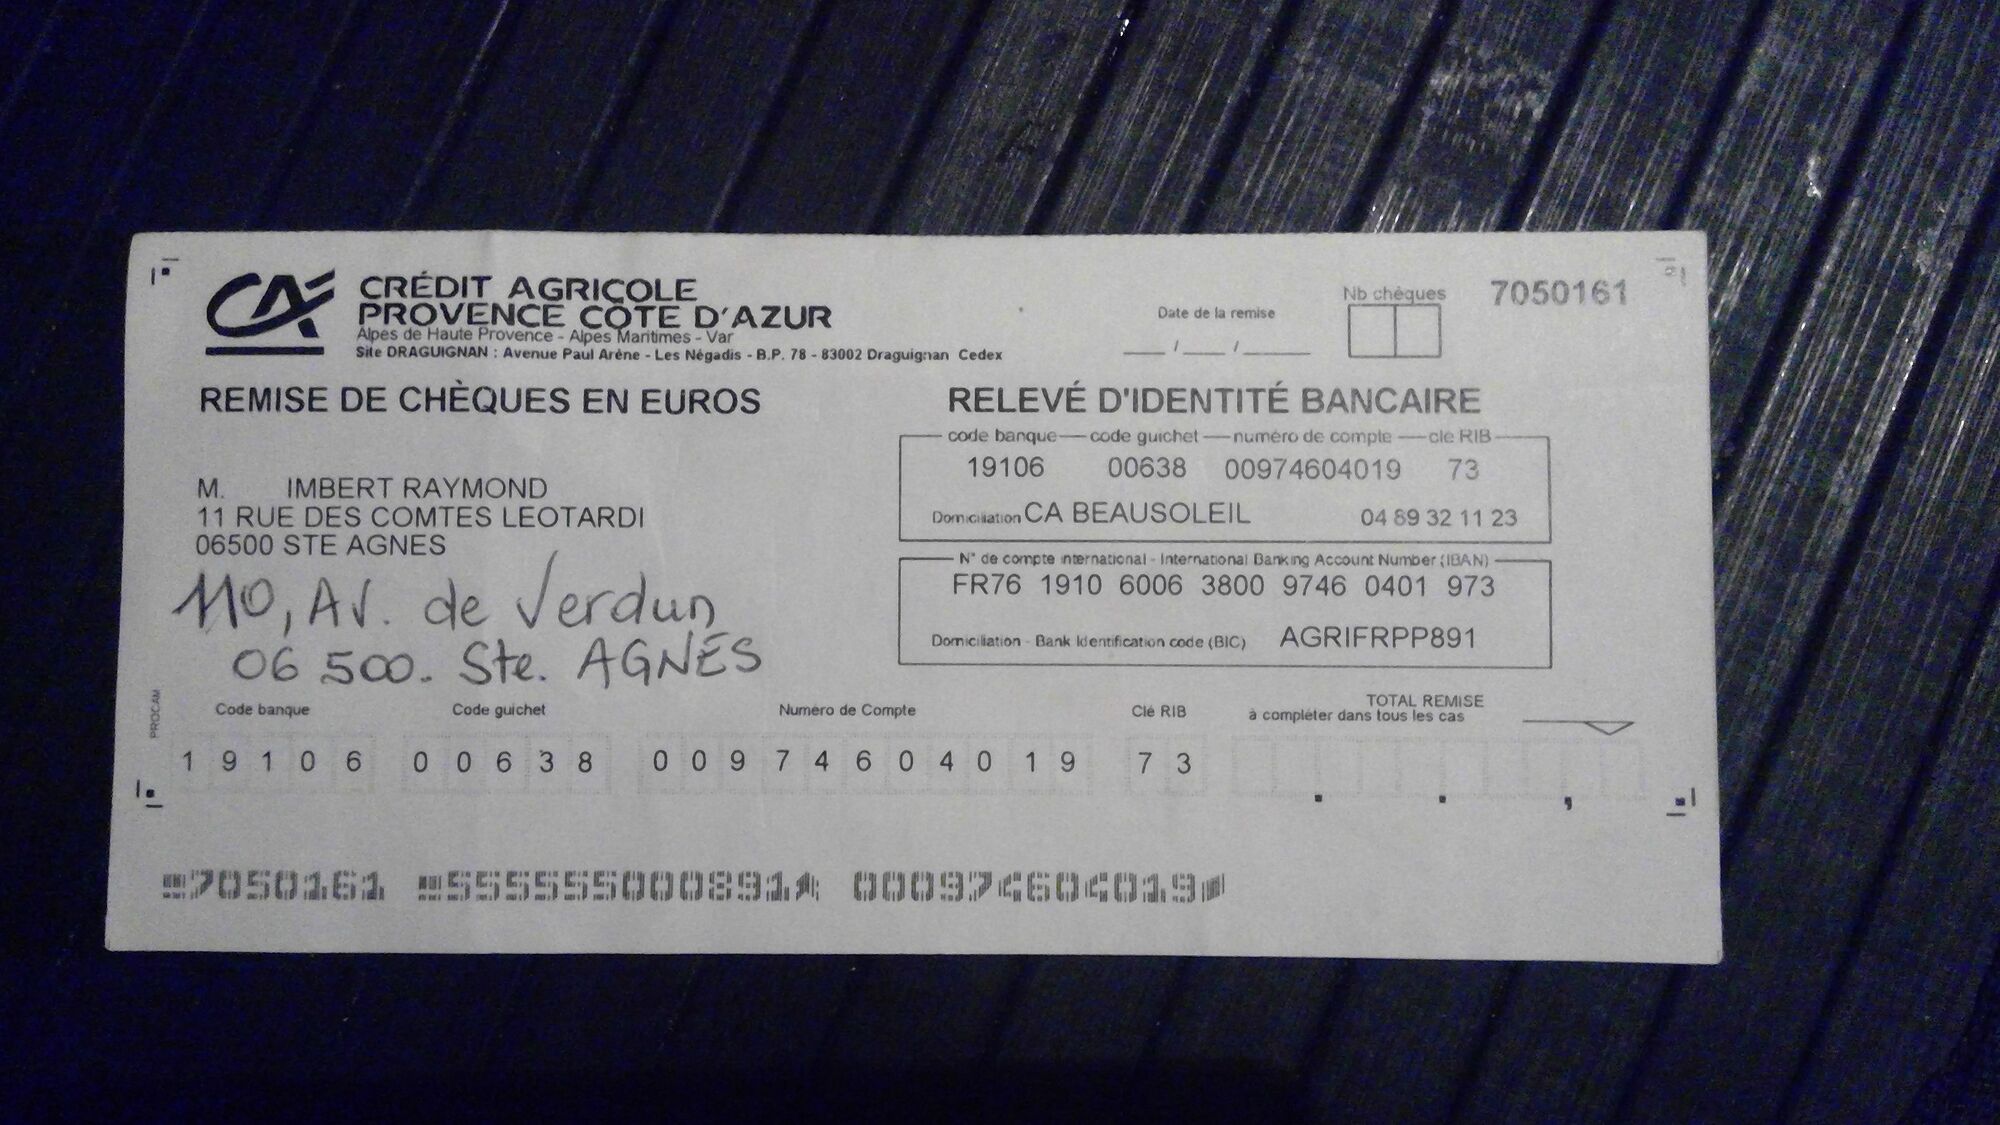 CRÉDIT AGRICOLE
PROVENCE CÔTE D'AZUR
Alpes de Haute Provence - Alpes Maritimes - Var
Site DRAGUIGNAN : Avenue Paul Arène - Les Négadis - B.P. 78 - 83002 Draguignan Cedex
Date de la remise
/ /
Nb chèques
7050161
REMISE DE CHÈQUES EN EUROS
RELEVÉ D'IDENTITÉ BANCAIRE
code banque code guichet numéro de compte clé RIB
19106 00638 00974604019 73
Domiciliation CA BEAUSOLEIL 04 89 32 11 23
M. IMBERT RAYMOND
11 RUE DES COMTES LEOTARDI
06500 STE AGNES
110, AV. de Verdun
06 500. Ste. AGNÈS
N° de compte international - International Banking Account Number (IBAN)
FR76 1910 6006 3800 9746 0401 973
Domiciliation - Bank Identification code (BIC) AGRIFRPP891
PROCAM
Code banque Code guichet Numéro de Compte Clé RIB
TOTAL REMISE
à compléter dans tous les cas
1 9 1 0 6 0 0 6 3 8 0 0 9 7 4 6 0 4 0 1 9 7 3
. . ,
7050161 555555000891 000974604019